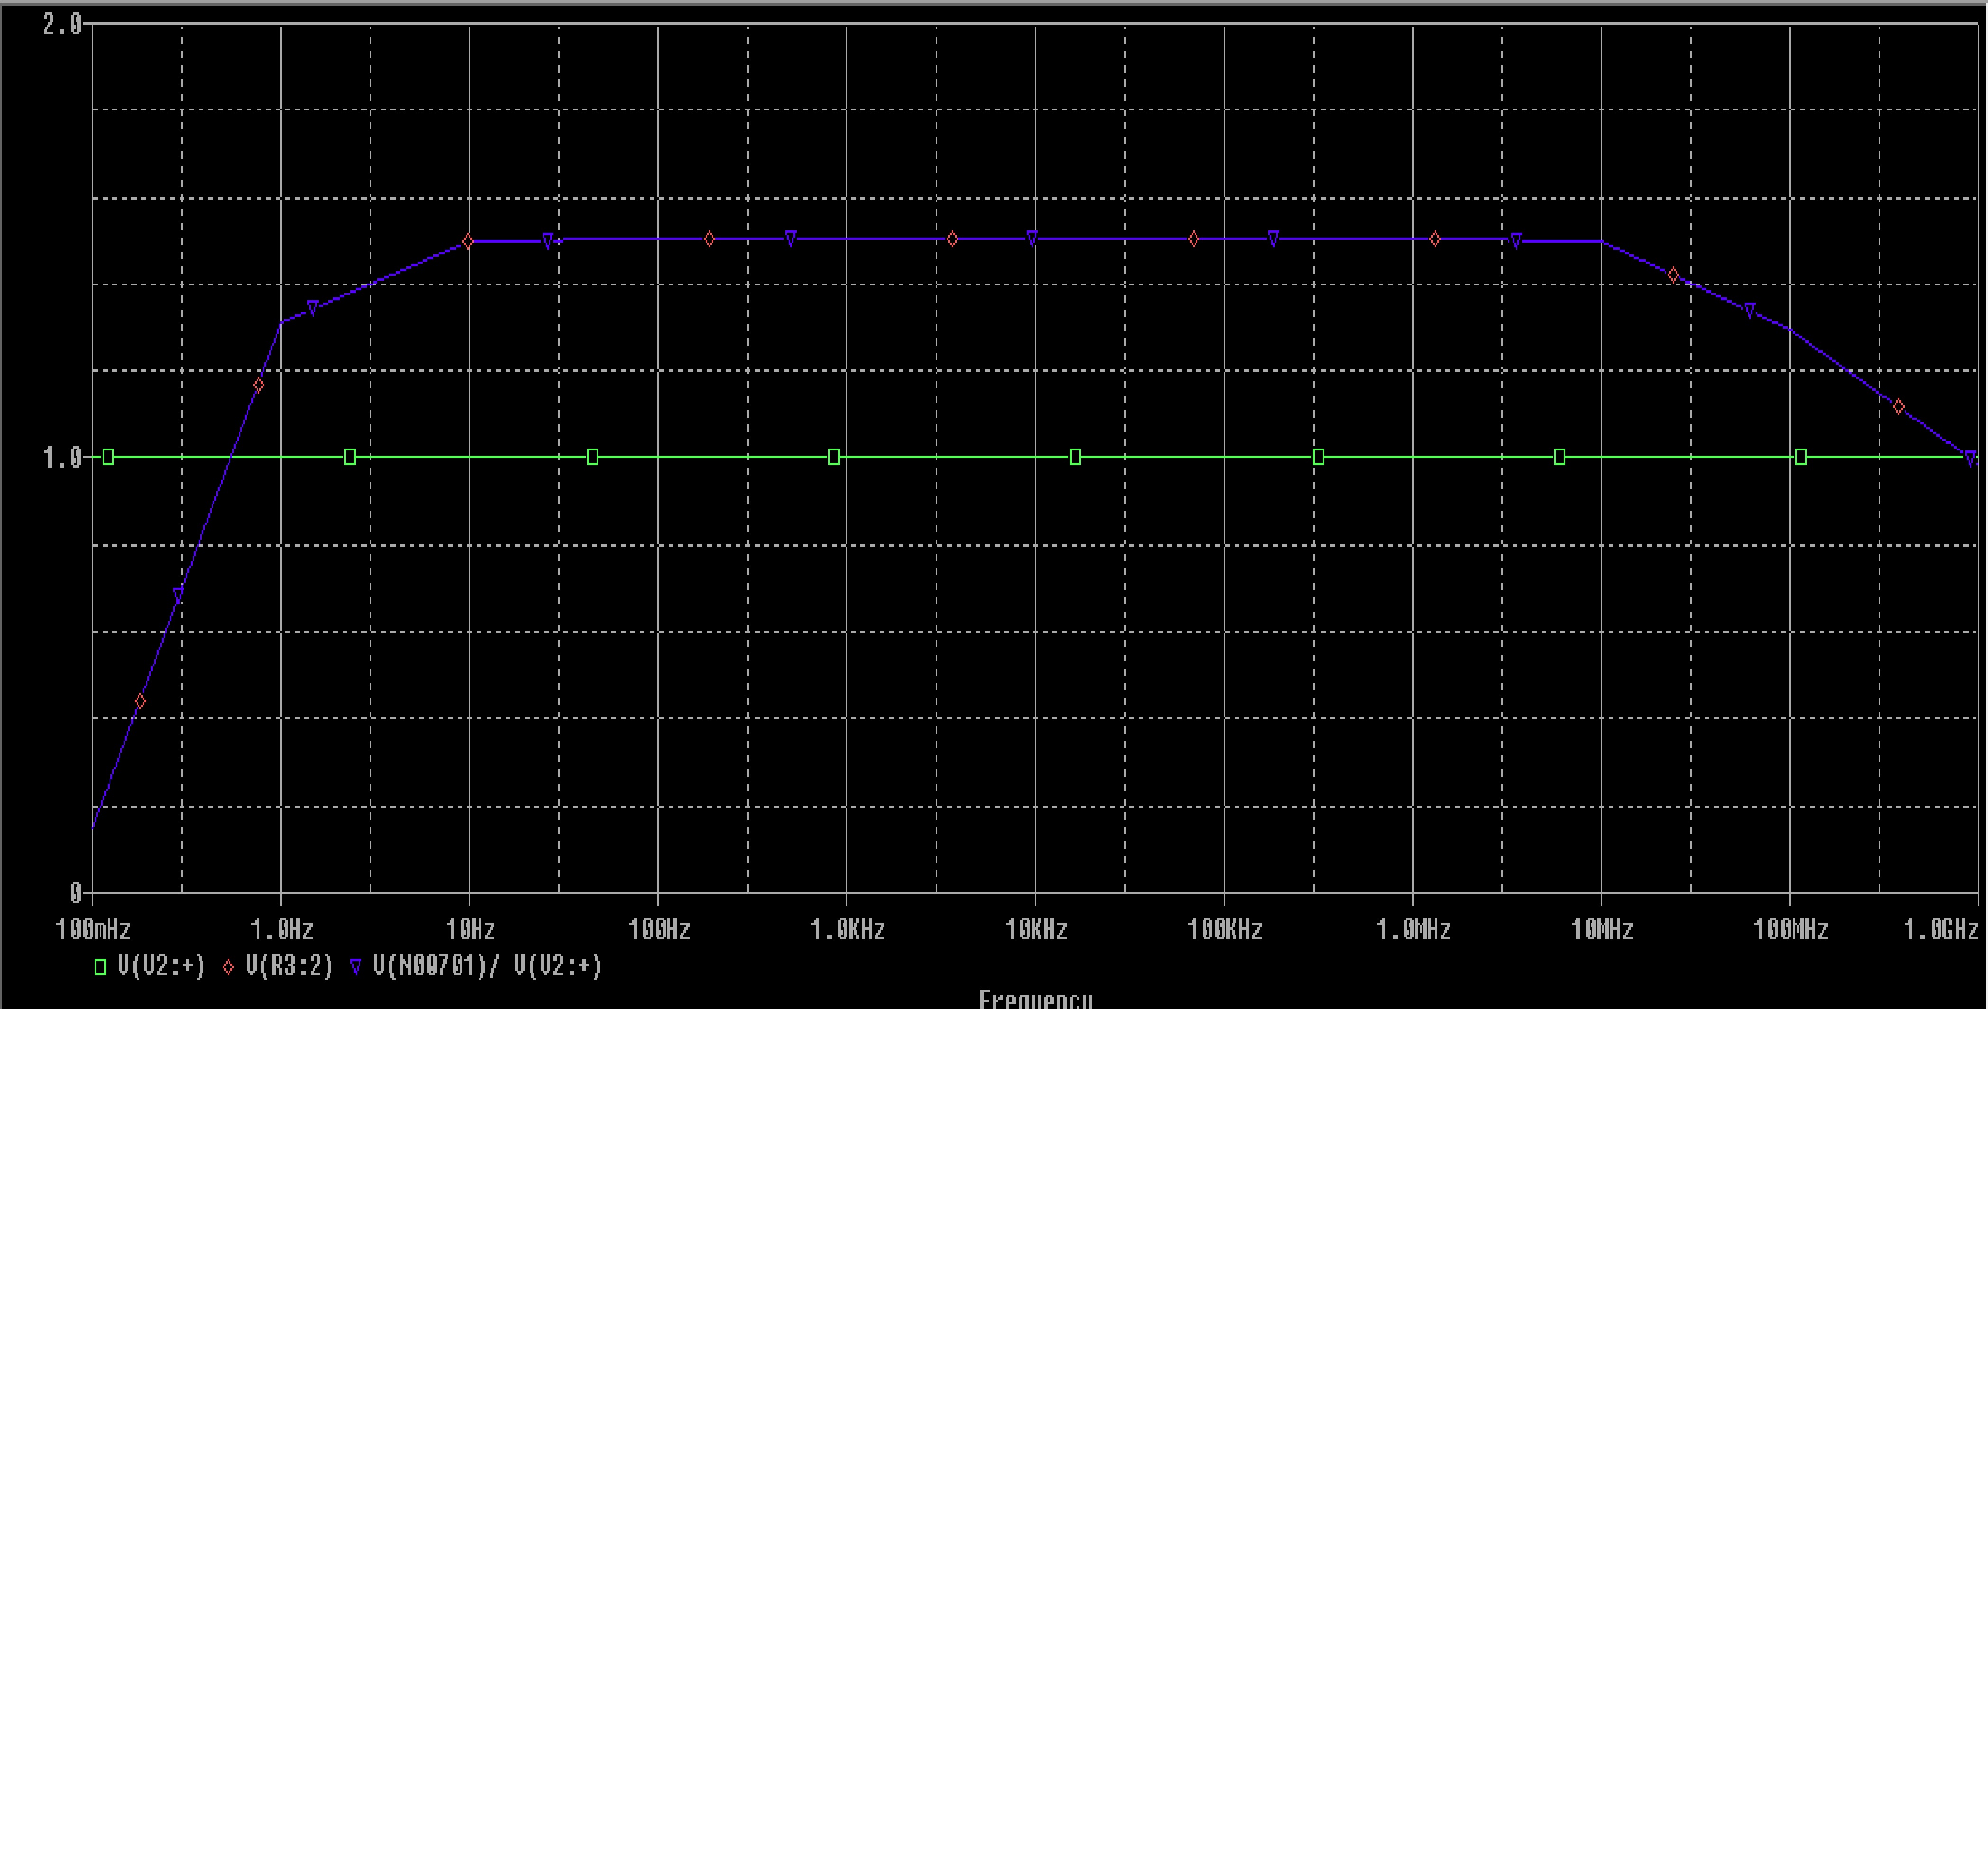 2.0
1.0
0
100mHz 1.0Hz 10Hz 100Hz 1.0KHz 10KHz 100KHz 1.0MHz 10MHz 100MHz 1.0GHz
V(V2:+) V(R3:2) V(N00701)/ V(V2:+)
Frequency